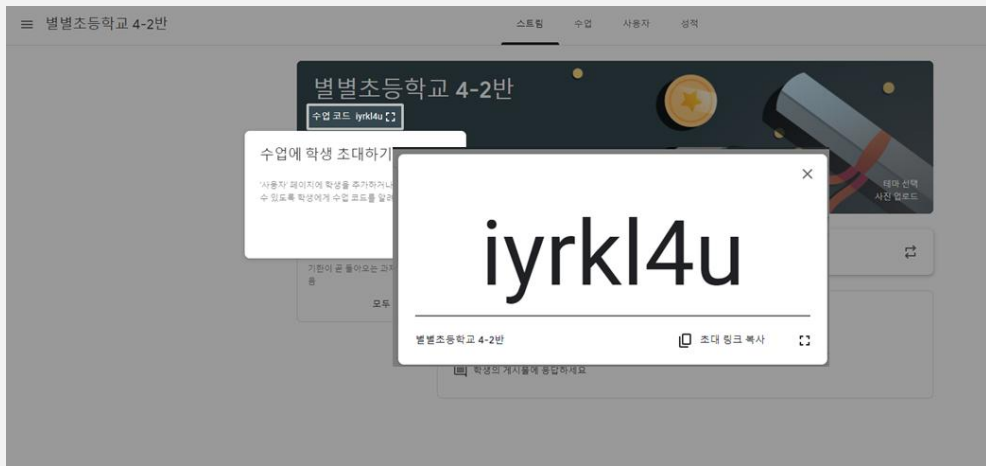 별별초등학교 4-2반
스트림 수업 사용자 성적
별별초등학교 4-2반
수업 코드 iyrkl4u
수업에 학생 초대하기
'사용자' 페이지에 학생을 추가하거나
수 있도록 학생에게 수업 코드를 알려
테마 선택
사진 업로드
iyrkl4u
별별초등학교 4-2반
초대 링크 복사
기한이 곧 돌아오는 과제
음
모두
학생의 게시물에 응답하세요